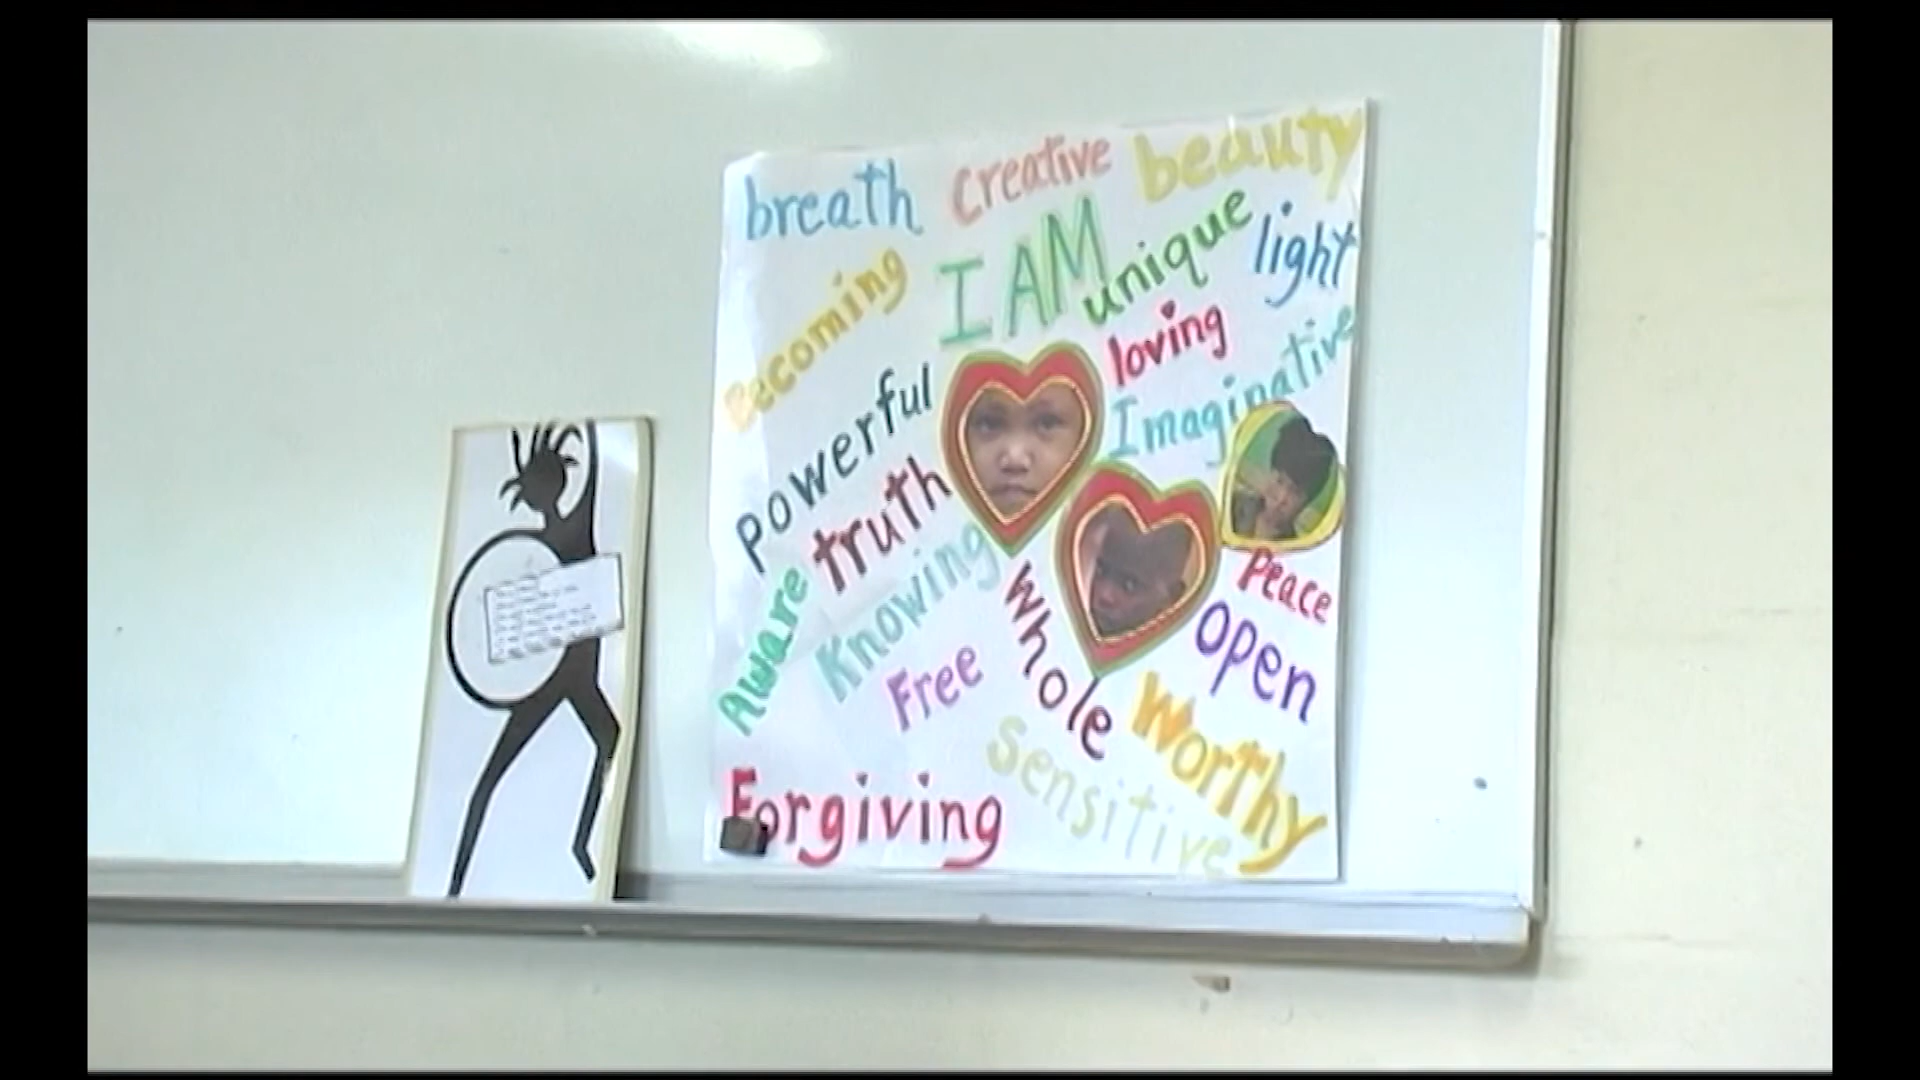 breath
Creative
beauty
I AM
unique
light
Becoming
loving
Imaginative
powerful
truth
Knowing
Aware
Free
whole
Peace
open
Worthy
Sensitive
Forgiving